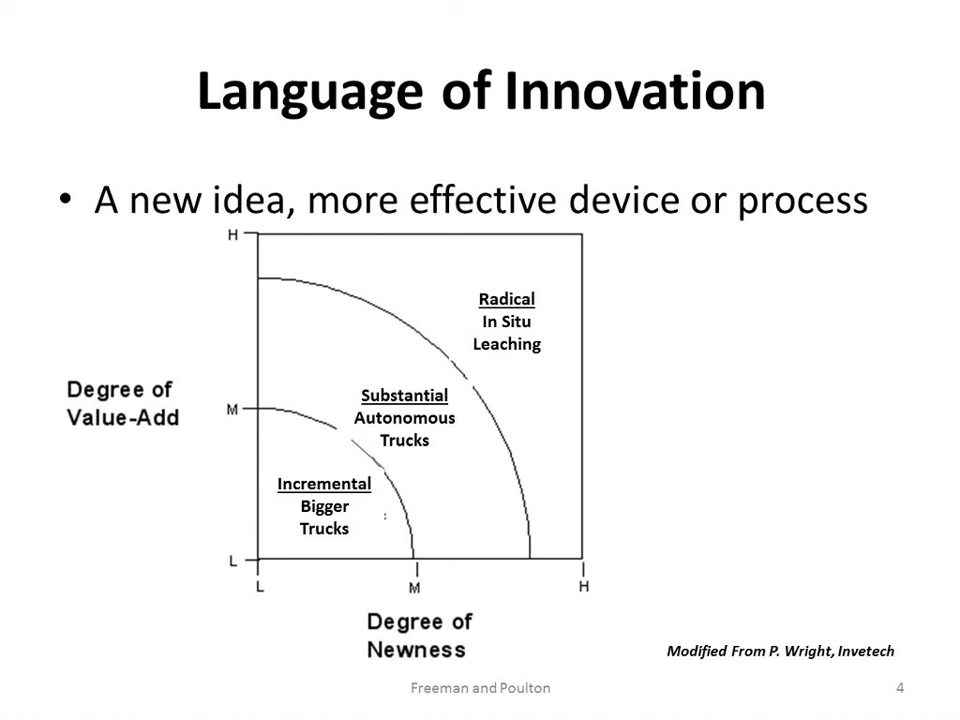 Language of Innovation
• A new idea, more effective device or process
H
Radical
In Situ
Leaching
Degree of
Value-Add
M
Substantial
Autonomous
Trucks
Incremental
Bigger
Trucks
L
L M H
Degree of
Newness
Modified From P. Wright, Invetech
Freeman and Poulton 4